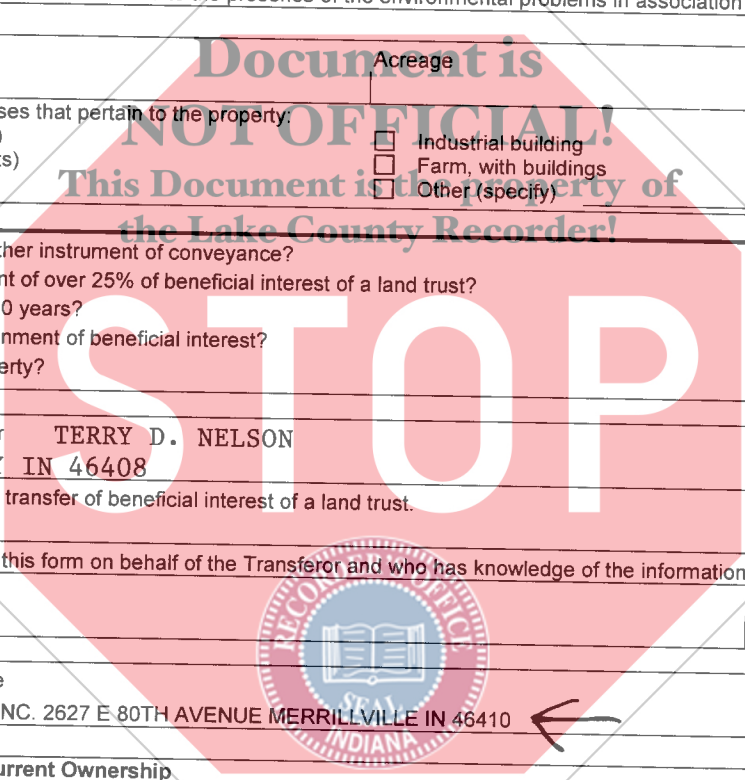 to the presence of the environmental problems in association
Document is
Acreage
ses that pertain to the property:
NOT OFFICIAL!
)
Industrial building
ts)
Farm, with buildings
This Document is the property of
Other (specify)
the Lake County Recorder!
ther instrument of conveyance?
nt of over 25% of beneficial interest of a land trust?
0 years?
nment of beneficial interest?
erty?
STOP
r TERRY D. NELSON
Y IN 46408
transfer of beneficial interest of a land trust.
this form on behalf of the Transferor and who has knowledge of the information
RECORDER'S OFFICE
SEAL
INDIANA
e
NC. 2627 E 80TH AVENUE MERRILLVILLE IN 46410
urrent Ownership